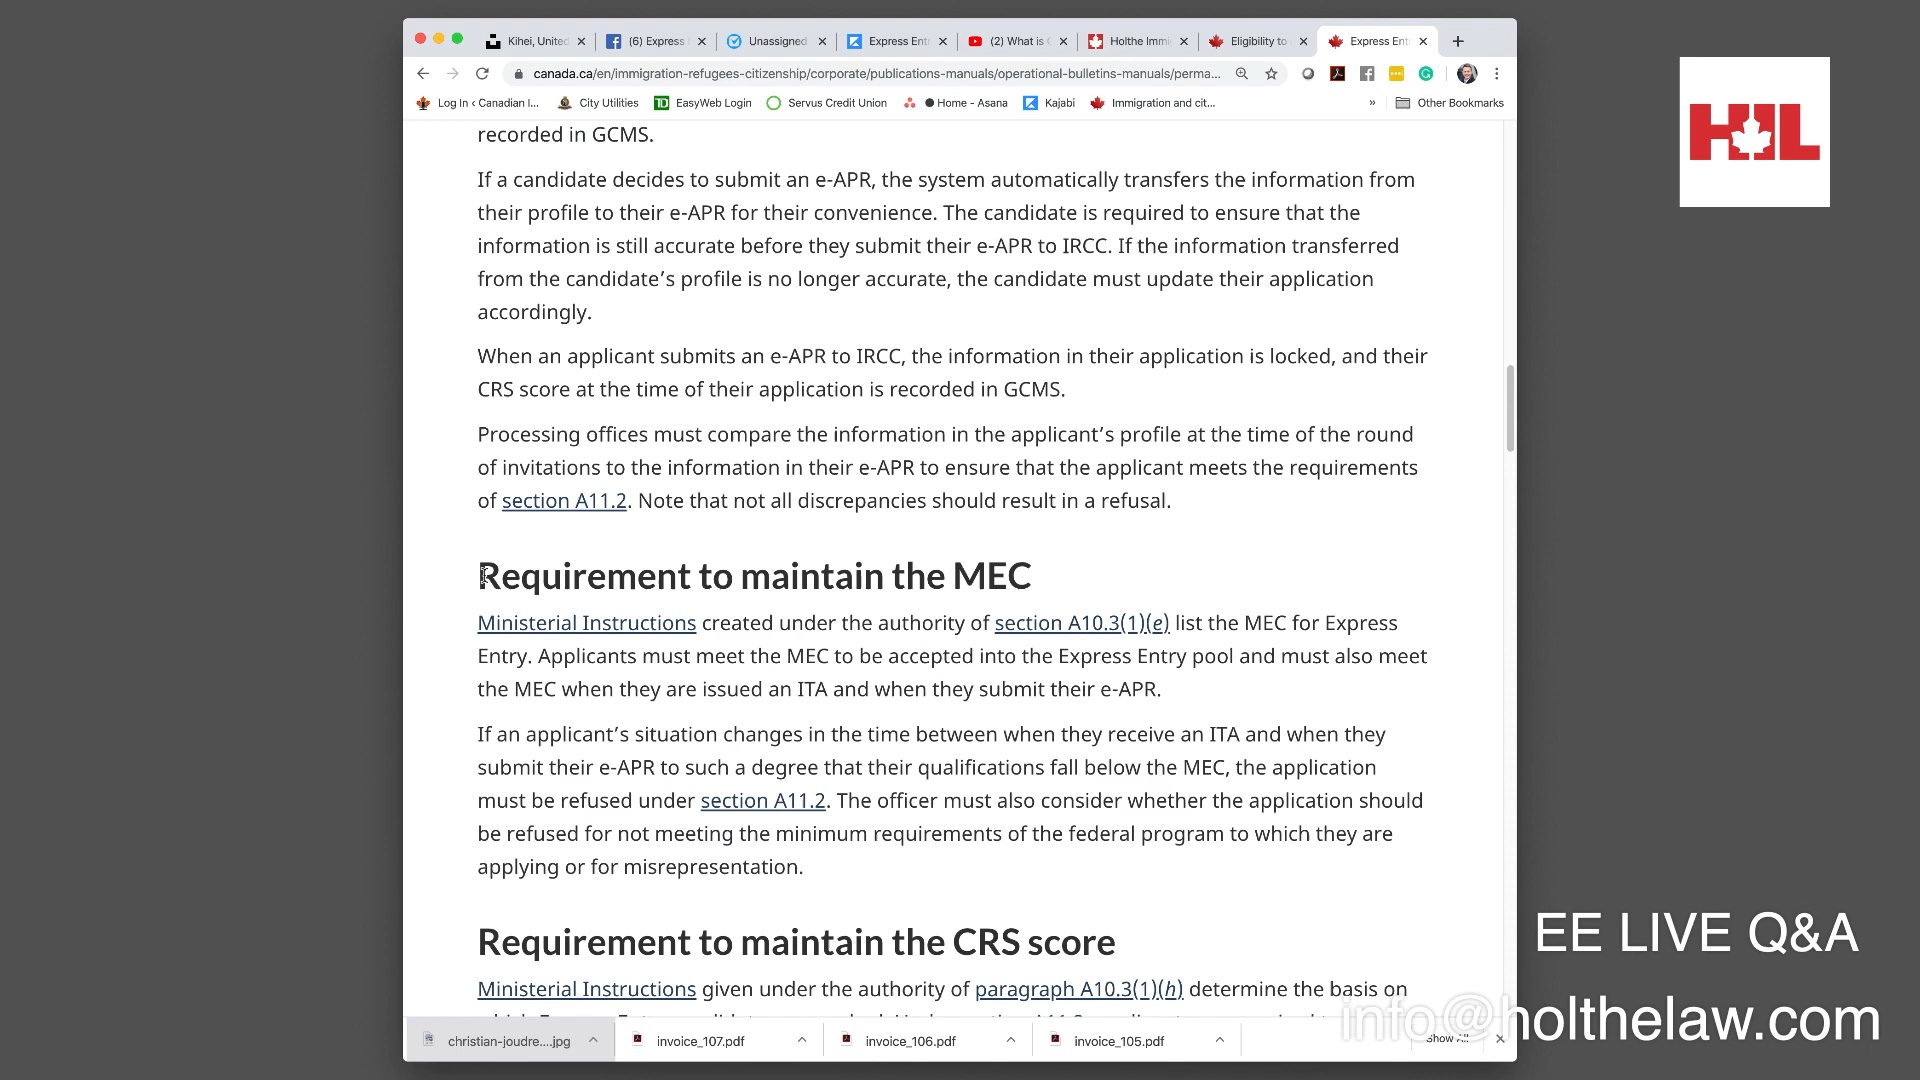 Kihei, United
(6) Express
Unassigned
Express Entr
(2) What is
Holthe Immi
Eligibility to
Express Ent
canada.ca/en/immigration-refugees-citizenship/corporate/publications-manuals/operational-bulletins-manuals/perma...
Log In ‹ Canadian I...
City Utilities
TD
EasyWeb Login
Servus Credit Union
Home - Asana
Kajabi
Immigration and cit...
»
Other Bookmarks
recorded in GCMS.
If a candidate decides to submit an e-APR, the system automatically transfers the information from
their profile to their e-APR for their convenience. The candidate is required to ensure that the
information is still accurate before they submit their e-APR to IRCC. If the information transferred
from the candidate’s profile is no longer accurate, the candidate must update their application
accordingly.
When an applicant submits an e-APR to IRCC, the information in their application is locked, and their
CRS score at the time of their application is recorded in GCMS.
Processing offices must compare the information in the applicant’s profile at the time of the round
of invitations to the information in their e-APR to ensure that the applicant meets the requirements
of section A11.2. Note that not all discrepancies should result in a refusal.
Requirement to maintain the MEC
Ministerial Instructions created under the authority of section A10.3(1)(e) list the MEC for Express
Entry. Applicants must meet the MEC to be accepted into the Express Entry pool and must also meet
the MEC when they are issued an ITA and when they submit their e-APR.
If an applicant’s situation changes in the time between when they receive an ITA and when they
submit their e-APR to such a degree that their qualifications fall below the MEC, the application
must be refused under section A11.2. The officer must also consider whether the application should
be refused for not meeting the minimum requirements of the federal program to which they are
applying or for misrepresentation.
Requirement to maintain the CRS score
Ministerial Instructions given under the authority of paragraph A10.3(1)(h) determine the basis on
christian-joudre....jpg
invoice_107.pdf
invoice_106.pdf
invoice_105.pdf
Show All
HIL
EE LIVE Q&A
info@holthelaw.com